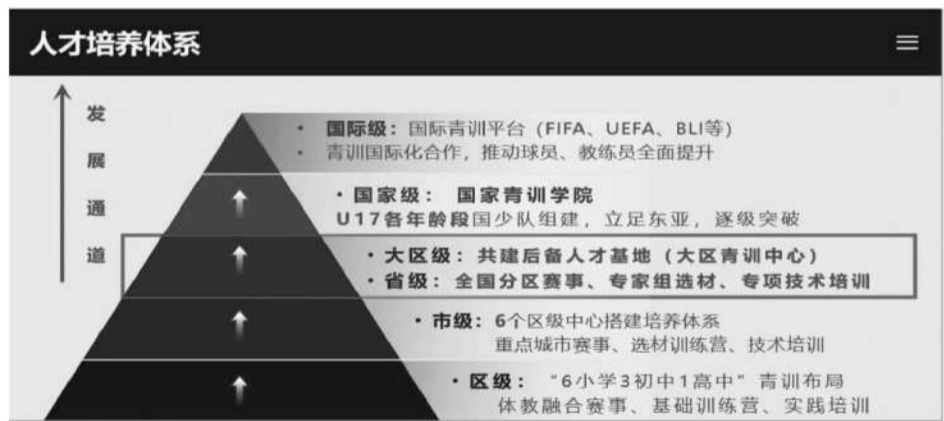 人才培养体系
发展通道
• 国际级：国际青训平台（FIFA、UEFA、BLI等）
• 青训国际化合作，推动球员、教练员全面提升
• 国家级： 国家青训学院
U17各年龄段国少队组建，立足东亚，逐级突破
• 大区级：共建后备人才基地（大区青训中心）
• 省级：全国分区赛事、专家组选材、专项技术培训
• 市级：6个区级中心搭建培养体系
重点城市赛事、选材训练营、技术培训
• 区级： “6小学3初中1高中”青训布局
体教融合赛事、基础训练营、实践培训